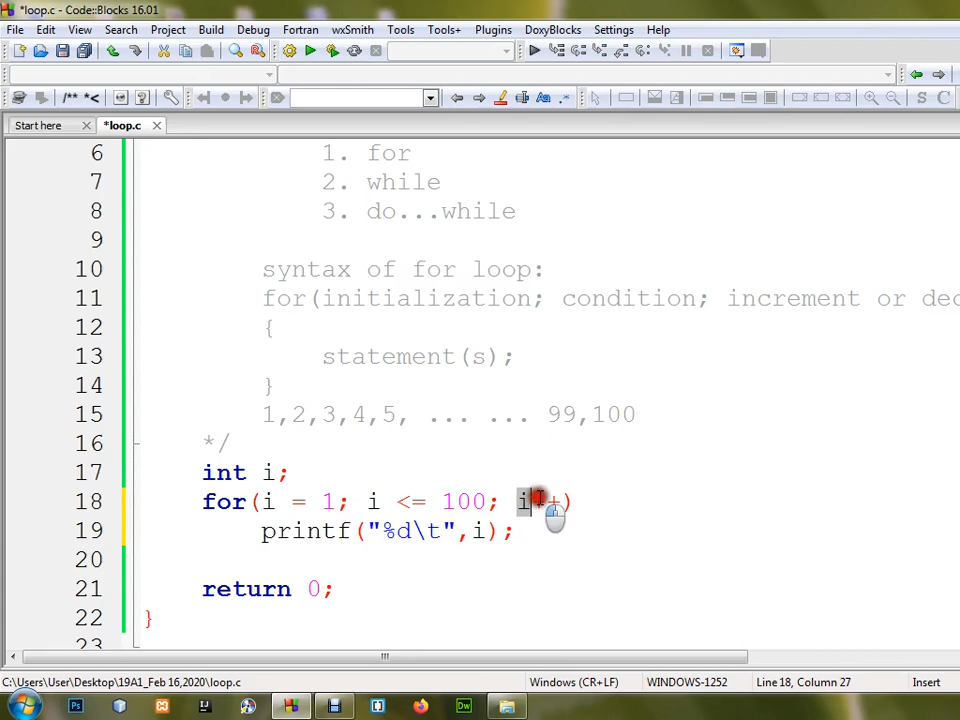 *loop.c - Code::Blocks 16.01
File Edit View Search Project Build Debug Fortran wxSmith Tools Tools+ Plugins DoxyBlocks Settings Help
/** *<
Start here *loop.c
6 1. for
7 2. while
8 3. do...while
9
10 syntax of for loop:
11 for(initialization; condition; increment or dec
12 {
13 statement(s);
14 }
15 1,2,3,4,5, ... ... 99,100
16 */
17 int i;
18 for(i = 1; i <= 100; i++)
19 printf("%d\t",i);
20
21 return 0;
22 }
23
C:\Users\User\Desktop\19A1_Feb 16,2020\loop.c Windows (CR+LF) WINDOWS-1252 Line 18, Column 27 Insert
Ps Dw